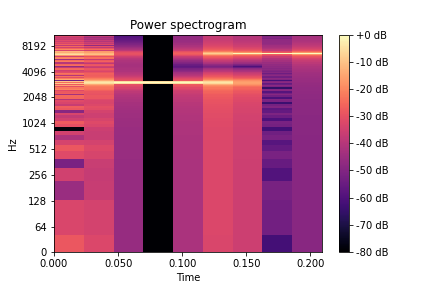 Power spectrogram
8192
4096
2048
1024
512
256
128
64
0
Hz
0.000 0.050 0.100 0.150 0.200
Time
+0 dB
-10 dB
-20 dB
-30 dB
-40 dB
-50 dB
-60 dB
-70 dB
-80 dB